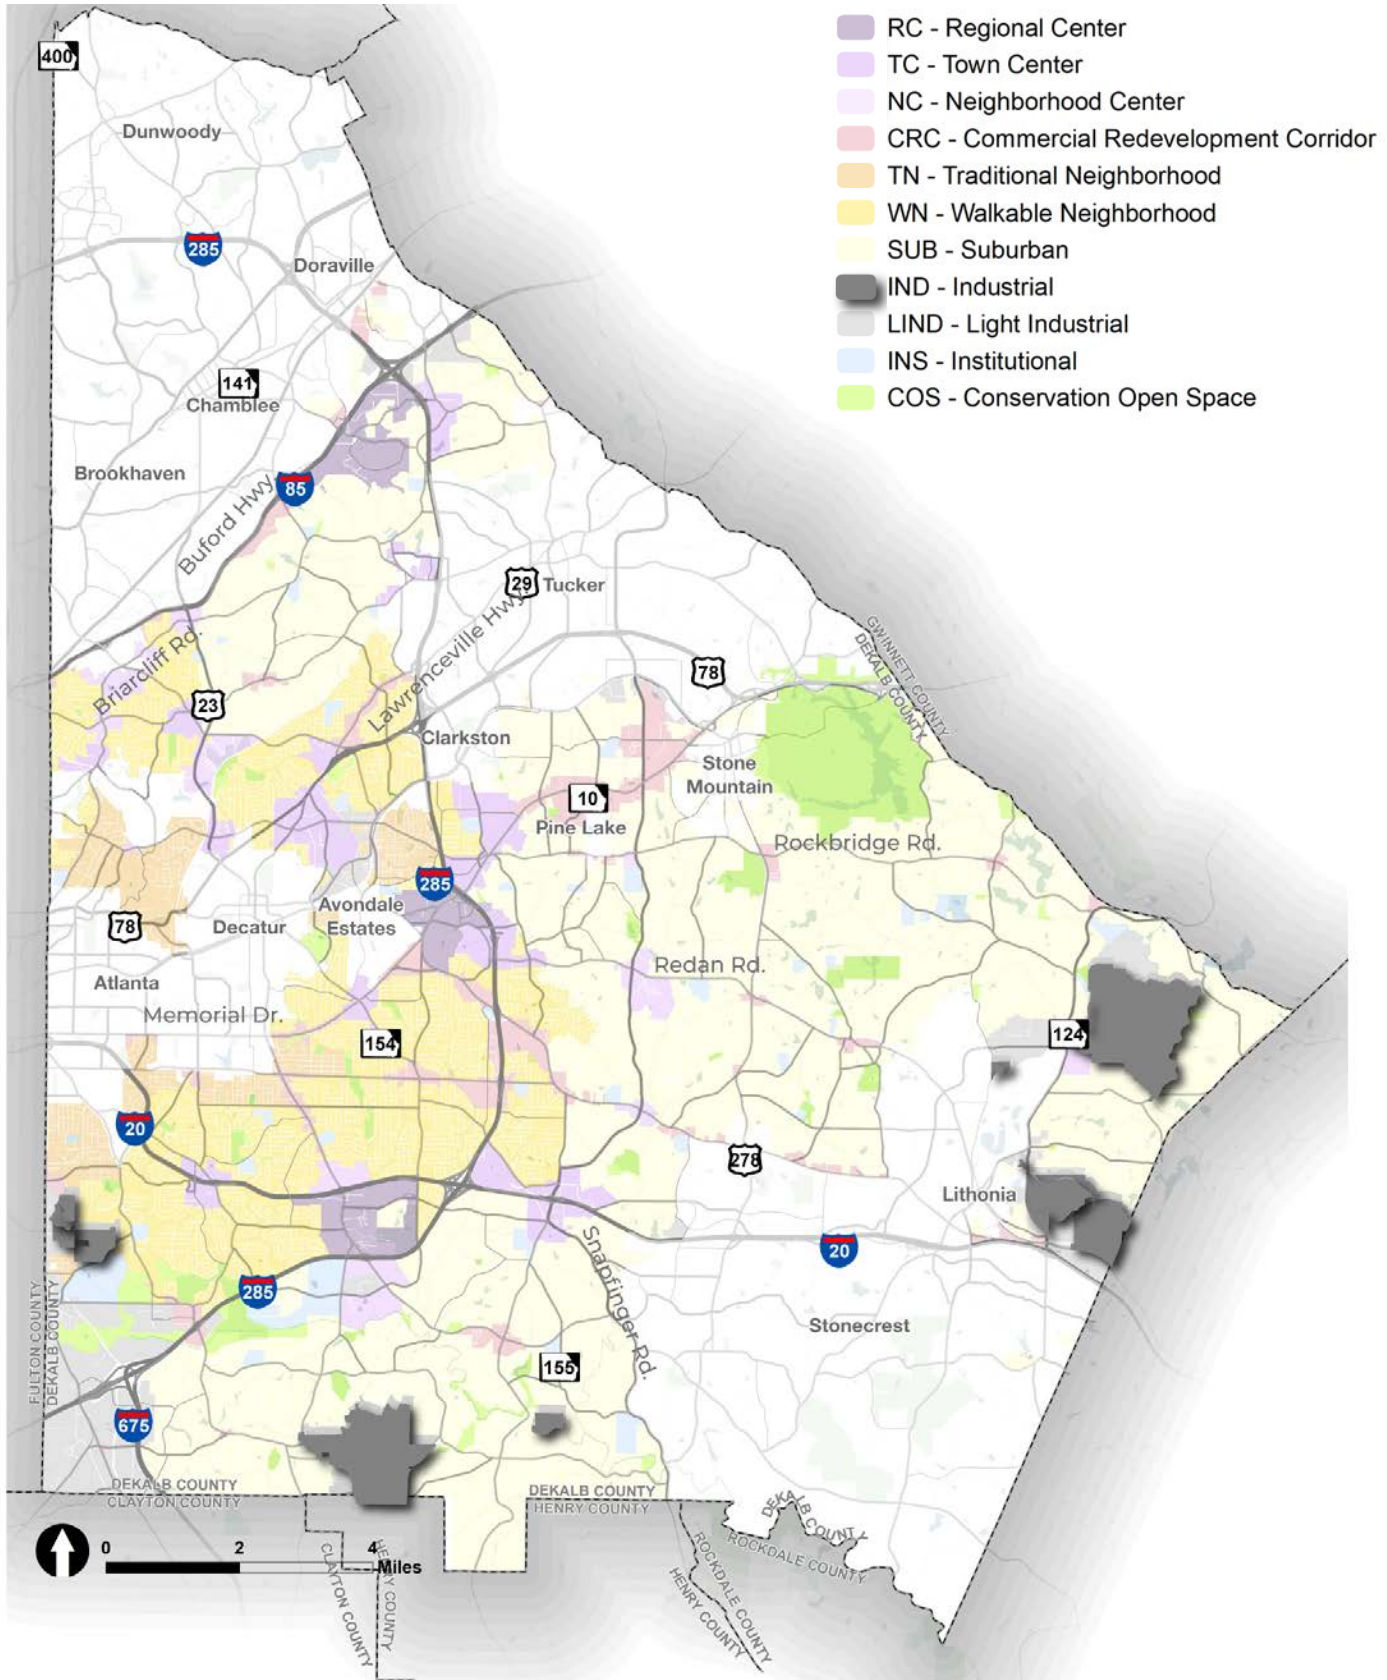 RC - Regional Center
TC - Town Center
NC - Neighborhood Center
CRC - Commercial Redevelopment Corridor
TN - Traditional Neighborhood
WN - Walkable Neighborhood
SUB - Suburban
IND - Industrial
LIND - Light Industrial
INS - Institutional
COS - Conservation Open Space
400
Dunwoody
285
Doraville
141
Chamblee
Brookhaven
85
Buford Hwy.
29
Tucker
GWINNETT COUNTY
DEKALB COUNTY
Briarcliff Rd.
Lawrenceville Hwy.
78
23
Clarkston
Stone
Mountain
10
Pine Lake
Rockbridge Rd.
285
Avondale
Estates
78
Decatur
Redan Rd.
Atlanta
Memorial Dr.
154
124
20
278
Lithonia
Snapfinger Rd.
20
285
FULTON COUNTY
DEKALB COUNTY
Stonecrest
155
675
DEKALB COUNTY
CLAYTON COUNTY
DEKALB COUNTY
HENRY COUNTY
DEKALB COUNTY
ROCKDALE COUNTY
0 2 4
Miles
CLAYTON COUNTY
HENRY COUNTY
ROCKDALE COUNTY
HENRY COUNTY